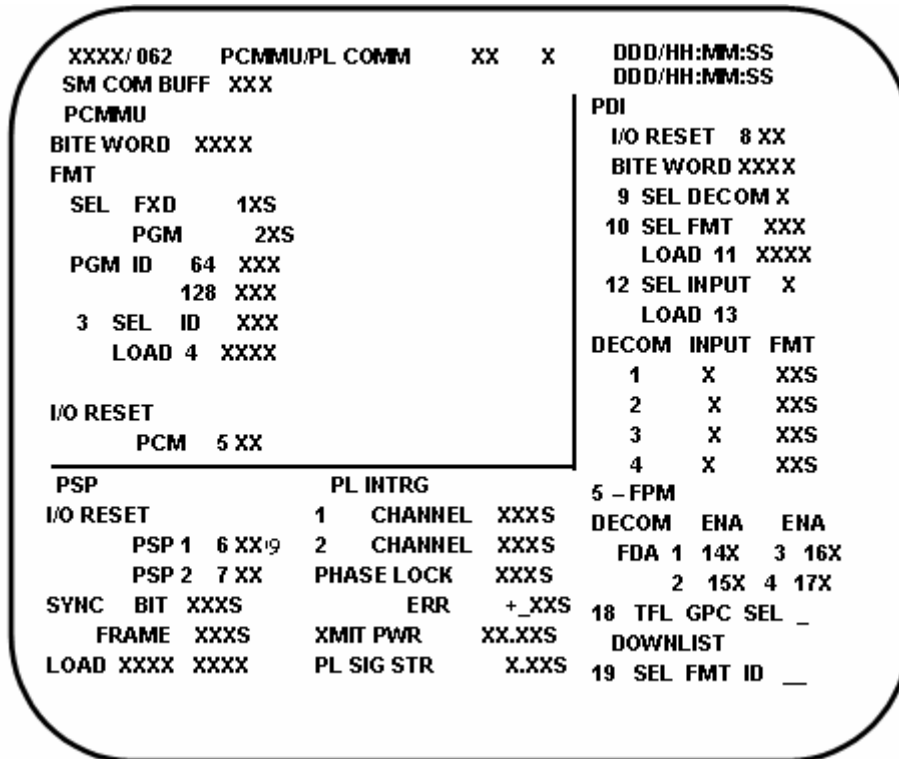 XXXX/ 062 PCMMU/PL COMM XX X DDD/HH:MM:SS
SM COM BUFF XXX DDD/HH:MM:SS
PCMMU
BITE WORD XXXX
FMT
SEL FXD 1XS
PGM 2XS
PGM ID 64 XXX
128 XXX
3 SEL ID XXX
LOAD 4 XXXX
I/O RESET
PCM 5 XX
PDI
I/O RESET 8 XX
BITE WORD XXXX
9 SEL DECOM X
10 SEL FMT XXX
LOAD 11 XXXX
12 SEL INPUT X
LOAD 13
DECOM INPUT FMT
1 X XXS
2 X XXS
3 X XXS
4 X XXS
5 – FPM
DECOM ENA ENA
FDA 1 14X 3 16X
2 15X 4 17X
18 TFL GPC SEL _
DOWNLIST
19 SEL FMT ID __
PSP
I/O RESET
PSP 1 6 XX
PSP 2 7 XX
SYNC BIT XXXS
FRAME XXXS
LOAD XXXX XXXX
PL INTRG
1 CHANNEL XXXS
2 CHANNEL XXXS
PHASE LOCK XXXS
ERR +_XXS
XMIT PWR XX.XXS
PL SIG STR X.XXS